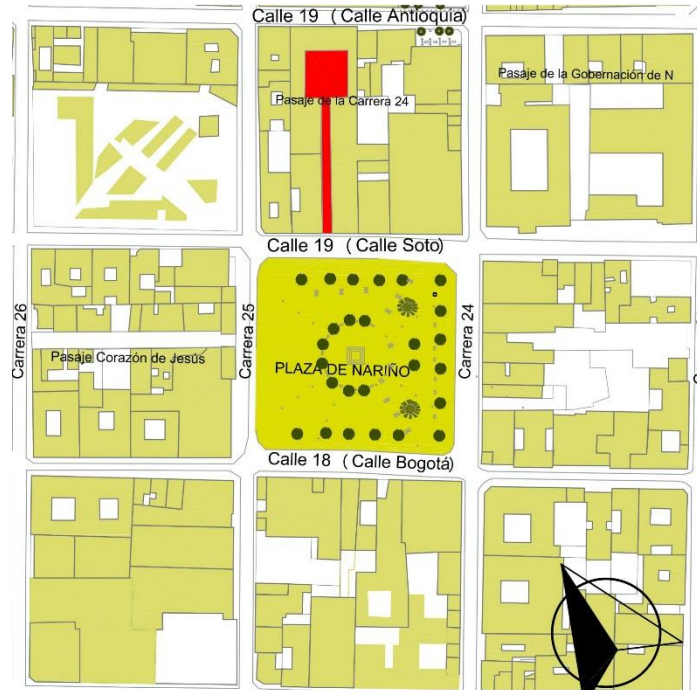 Calle 19 ( Calle Antioquia)
Pasaje de la Gobernación de N
Pasaje de la Carrera 24
Calle 19 ( Calle Soto)
Carrera 26
Carrera 25
Carrera 24
Pasaje Corazón de Jesús
PLAZA DE NARIÑO
Calle 18 ( Calle Bogotá)